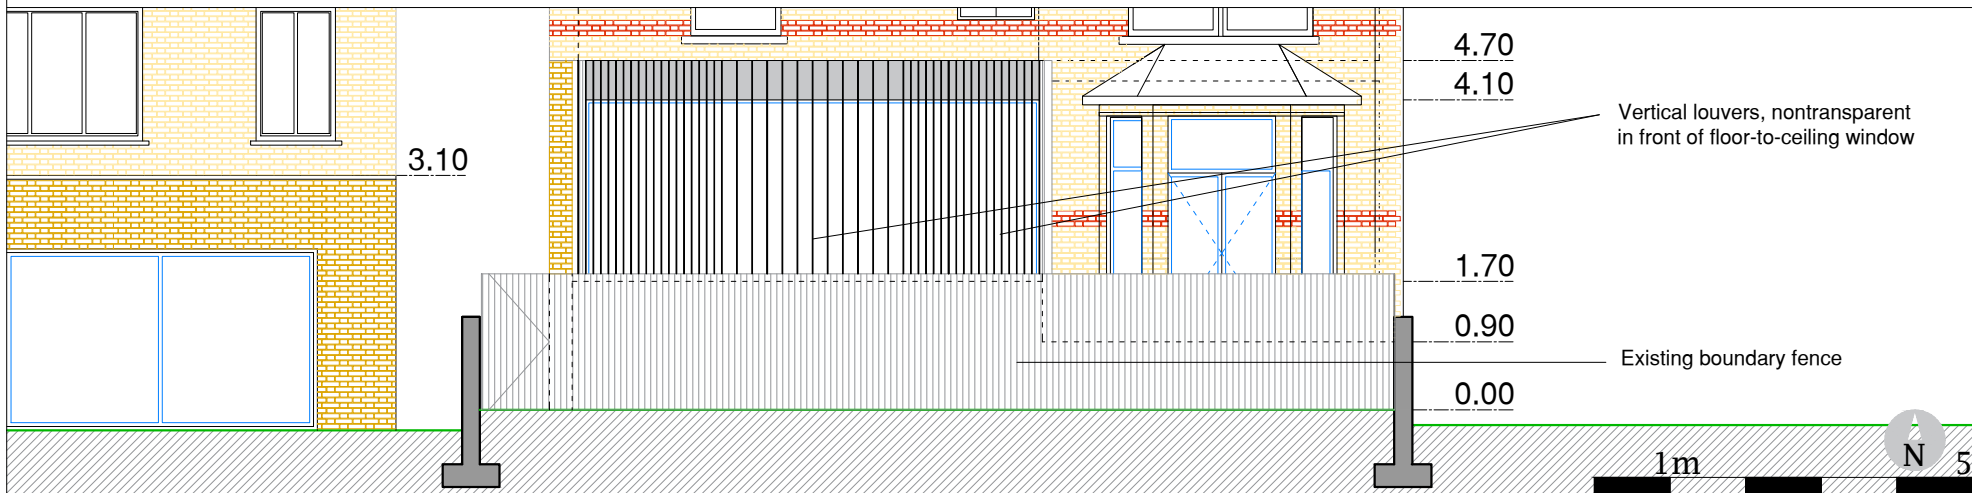 4.70
4.10
Vertical louvers, nontransparent
in front of floor-to-ceiling window
3.10
1.70
0.90
Existing boundary fence
0.00
N
1m
5